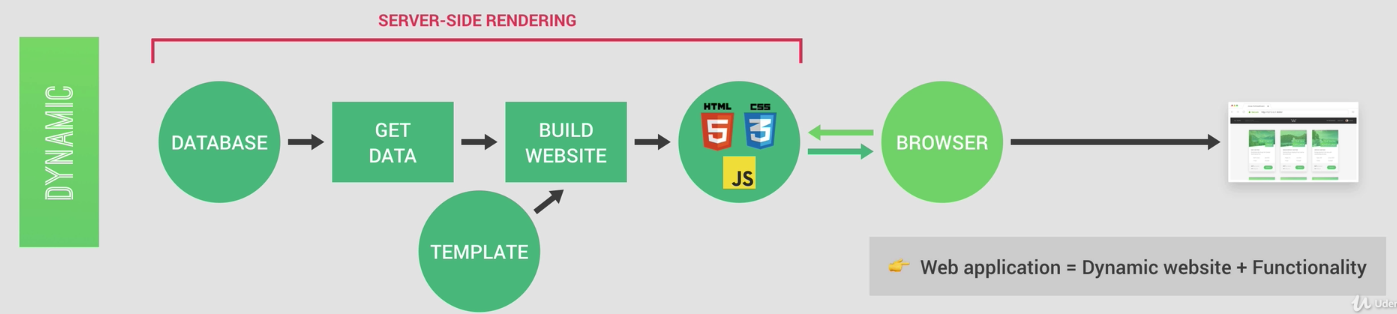 SERVER-SIDE RENDERING
DYNAMIC
DATABASE
GET
DATA
BUILD
WEBSITE
TEMPLATE
HTML
5
CSS
3
JS
BROWSER
Web application = Dynamic website + Functionality